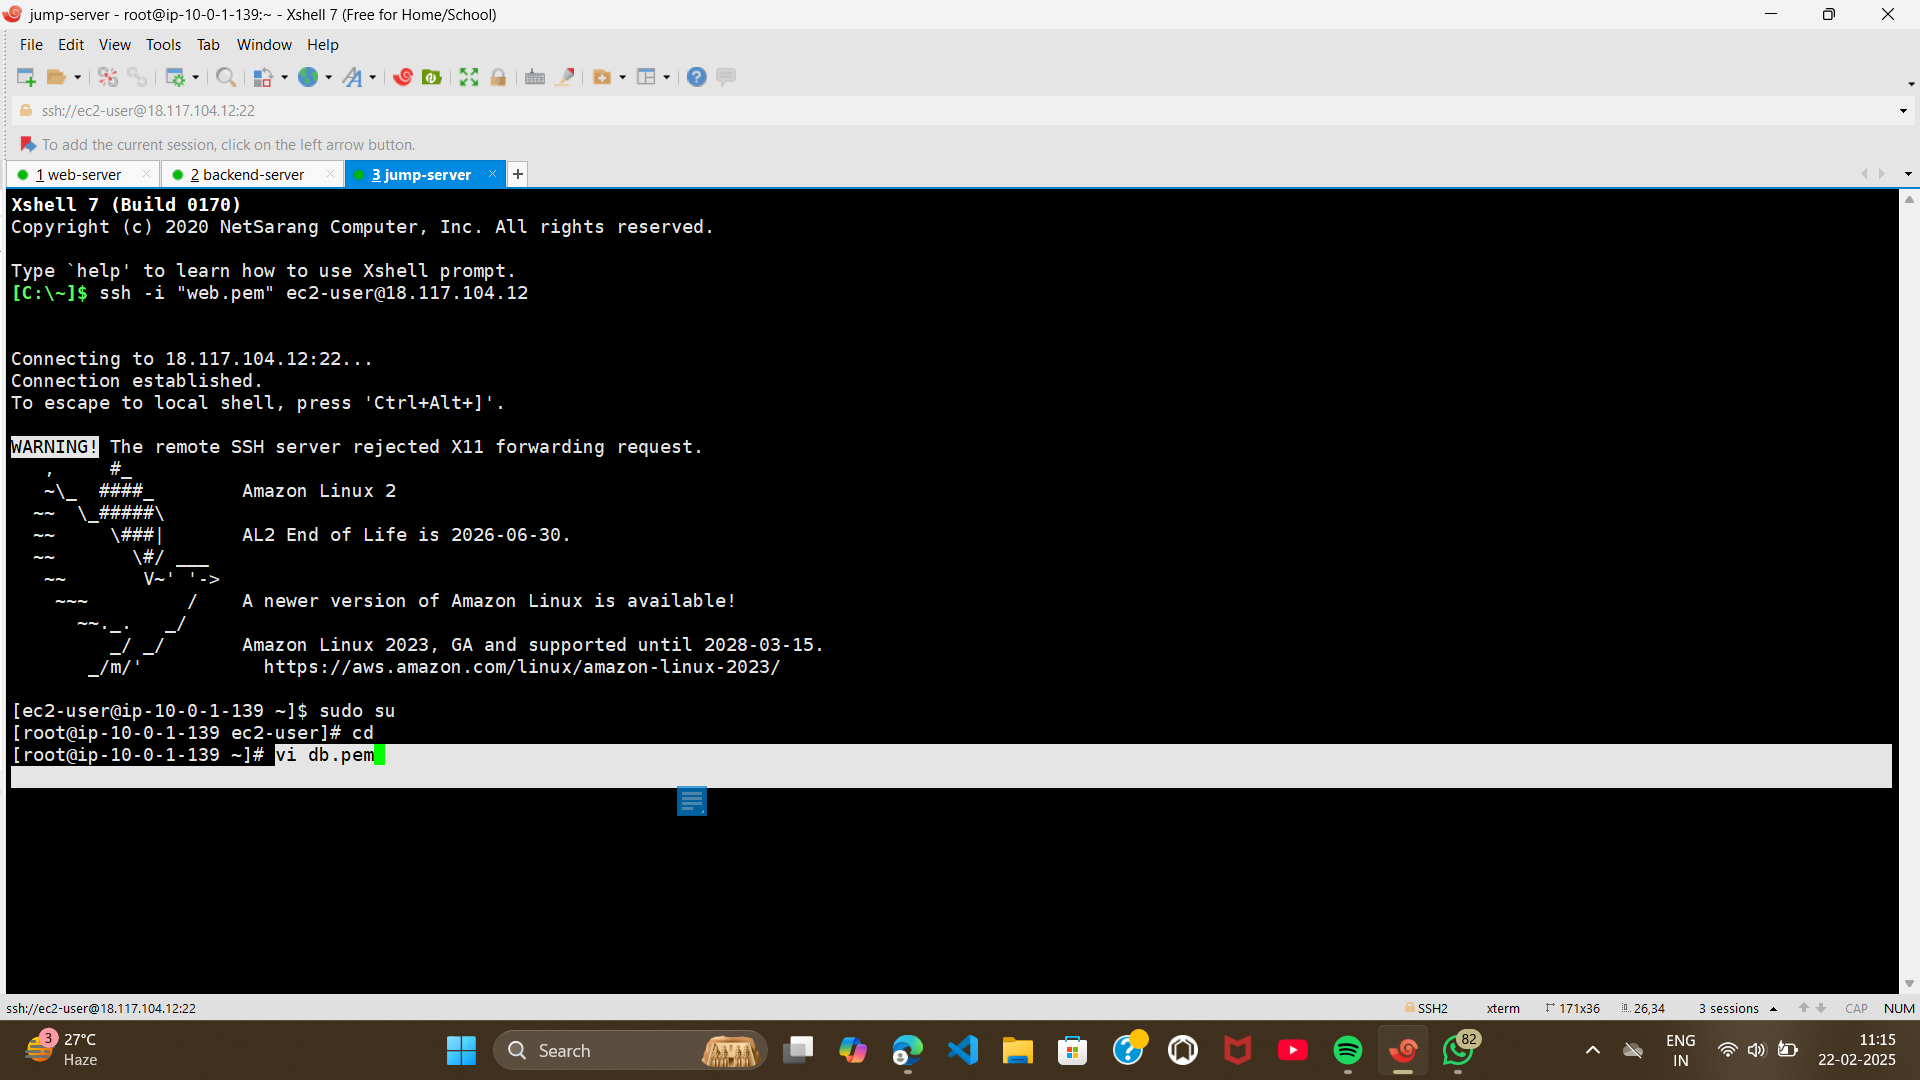 jump-server - root@ip-10-0-1-139:~ - Xshell 7 (Free for Home/School)
File Edit View Tools Tab Window Help
ssh://ec2-user@18.117.104.12:22
To add the current session, click on the left arrow button.
1 web-server 2 backend-server 3 jump-server +
Xshell 7 (Build 0170)
Copyright (c) 2020 NetSarang Computer, Inc. All rights reserved.
Type `help' to learn how to use Xshell prompt.
[C:\~]$ ssh -i "web.pem" ec2-user@18.117.104.12
Connecting to 18.117.104.12:22...
Connection established.
To escape to local shell, press 'Ctrl+Alt+]'.
WARNING! The remote SSH server rejected X11 forwarding request.
   ,     #_
   ~\_  ####_        Amazon Linux 2
  ~~  \_#####\
  ~~     \###|       AL2 End of Life is 2026-06-30.
  ~~       \#/ ___
   ~~       V~' '->
    ~~~         /    A newer version of Amazon Linux is available!
      ~~._.   _/
         _/ _/       Amazon Linux 2023, GA and supported until 2028-03-15.
       _/m/'           https://aws.amazon.com/linux/amazon-linux-2023/
[ec2-user@ip-10-0-1-139 ~]$ sudo su
[root@ip-10-0-1-139 ec2-user]# cd
[root@ip-10-0-1-139 ~]# vi db.pem
ssh://ec2-user@18.117.104.12:22 SSH2 xterm 171x36 26,34 3 sessions CAP NUM
3 27°C Haze
Search
82
ENG IN
11:15
22-02-2025